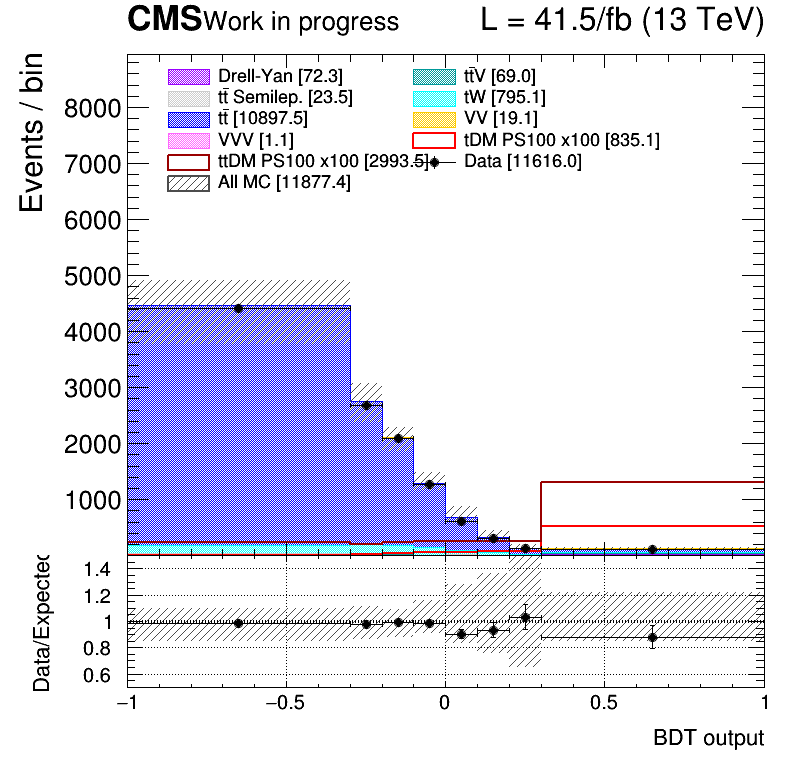 CMS Work in progress L = 41.5/fb (13 TeV)
Events / bin
Drell-Yan [72.3] tt̄V [69.0]
tt̄ Semilep. [23.5] tW [795.1]
tt̄ [10897.5] VV [19.1]
VVV [1.1] tDM PS100 x100 [835.1]
ttDM PS100 x100 [2993.5] Data [11616.0]
All MC [11877.4]
8000
7000
6000
5000
4000
3000
2000
1000
Data/Expected
1.4
1.2
1
0.8
0.6
−1 −0.5 0 0.5 1
BDT output